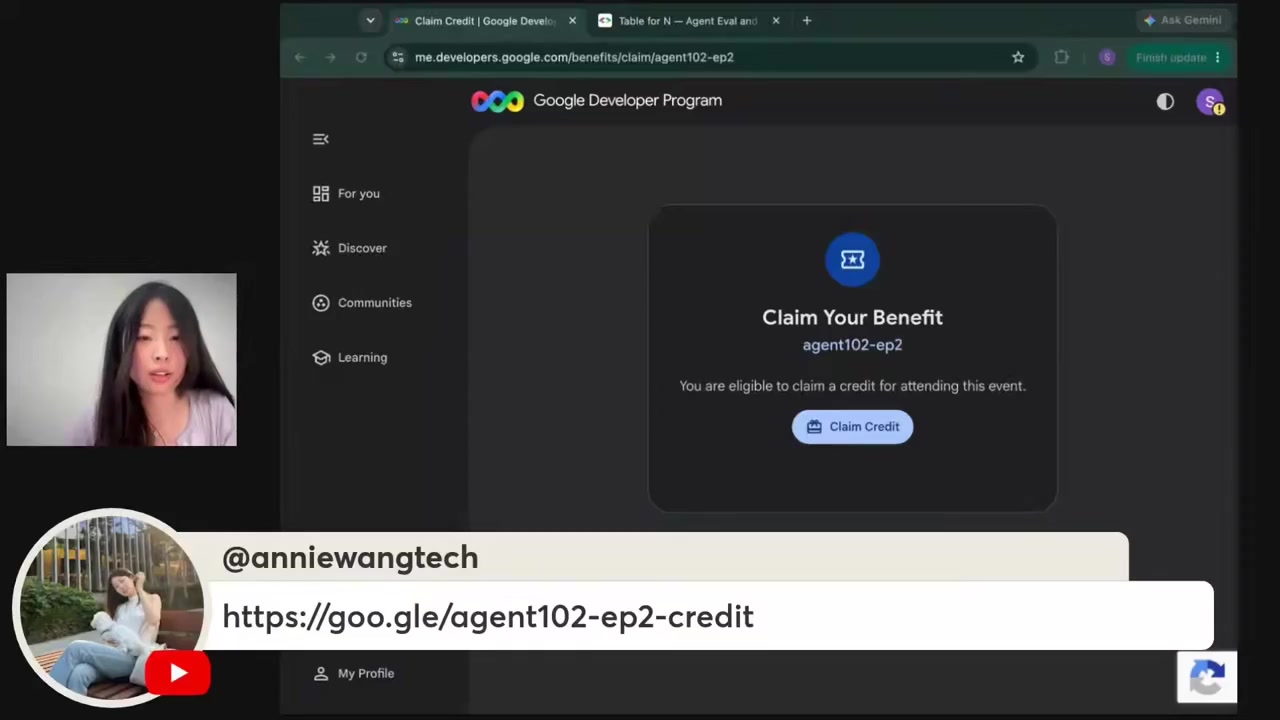 Claim Credit | Google Develo
Table for N — Agent Eval and
Ask Gemini
me.developers.google.com/benefits/claim/agent102-ep2
S
Finish update
Google Developer Program
S
For you
Discover
Communities
Learning
Claim Your Benefit
agent102-ep2
You are eligible to claim a credit for attending this event.
Claim Credit
@anniewangtech
https://goo.gle/agent102-ep2-credit
My Profile